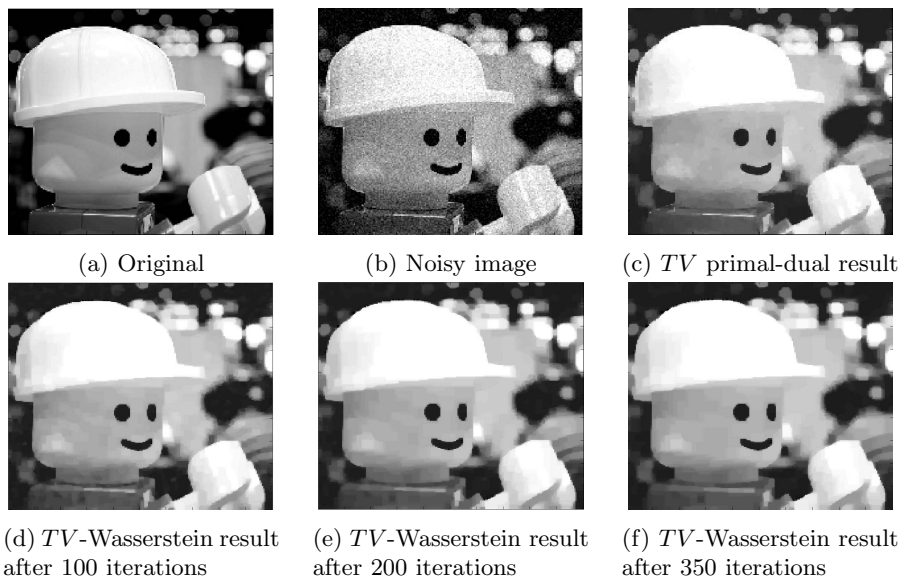 (a) Original
(b) Noisy image
(c) TV primal-dual result
(d) TV-Wasserstein result
after 100 iterations
(e) TV-Wasserstein result
after 200 iterations
(f) TV-Wasserstein result
after 350 iterations